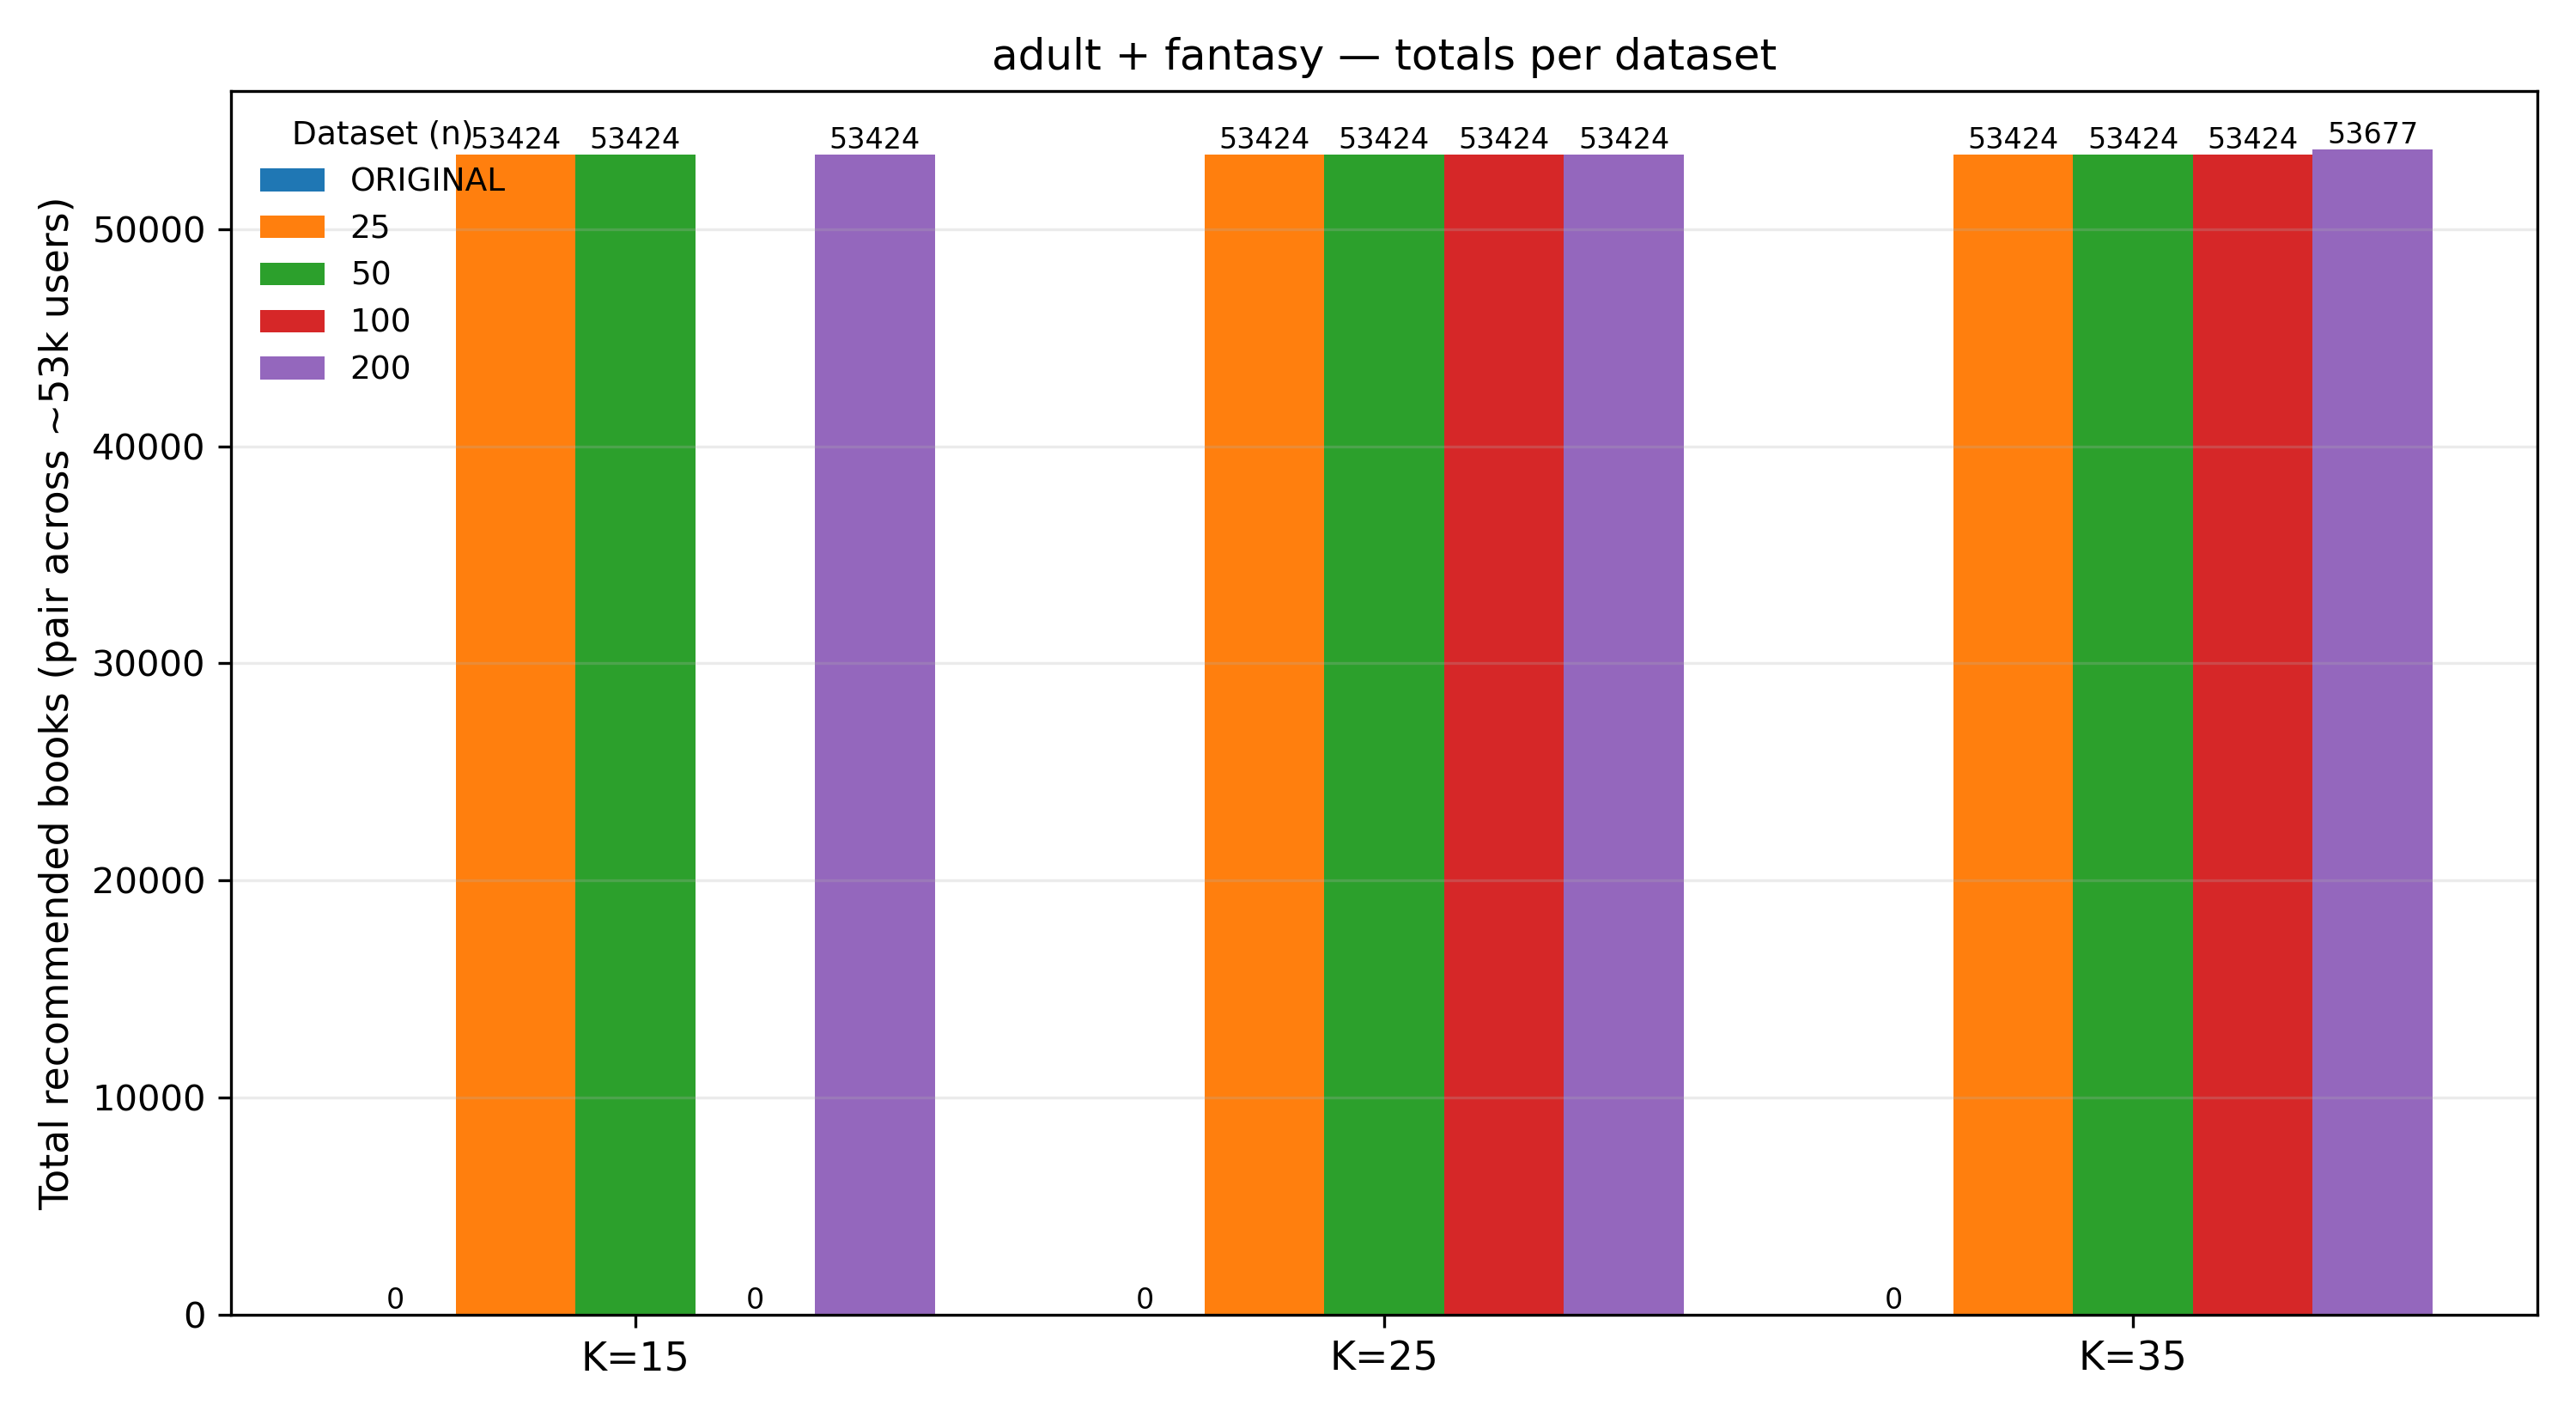 adult + fantasy — totals per dataset
Total recommended books (pair across ~53k users)
50000
40000
30000
20000
10000
0
Dataset (n)
ORIGINAL
25
50
100
200
0 53424 53424 0 53424
0 53424 53424 53424 53424
0 53424 53424 53424 53677
K=15 K=25 K=35